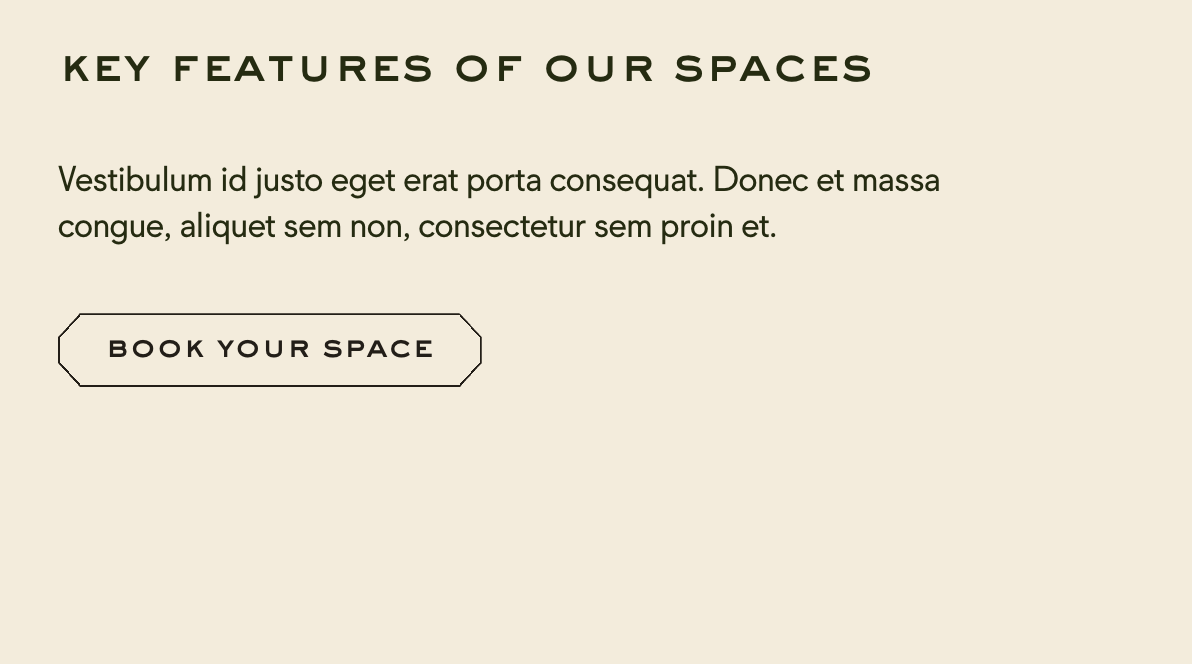 KEY FEATURES OF OUR SPACES
Vestibulum id justo eget erat porta consequat. Donec et massa
congue, aliquet sem non, consectetur sem proin et.
BOOK YOUR SPACE